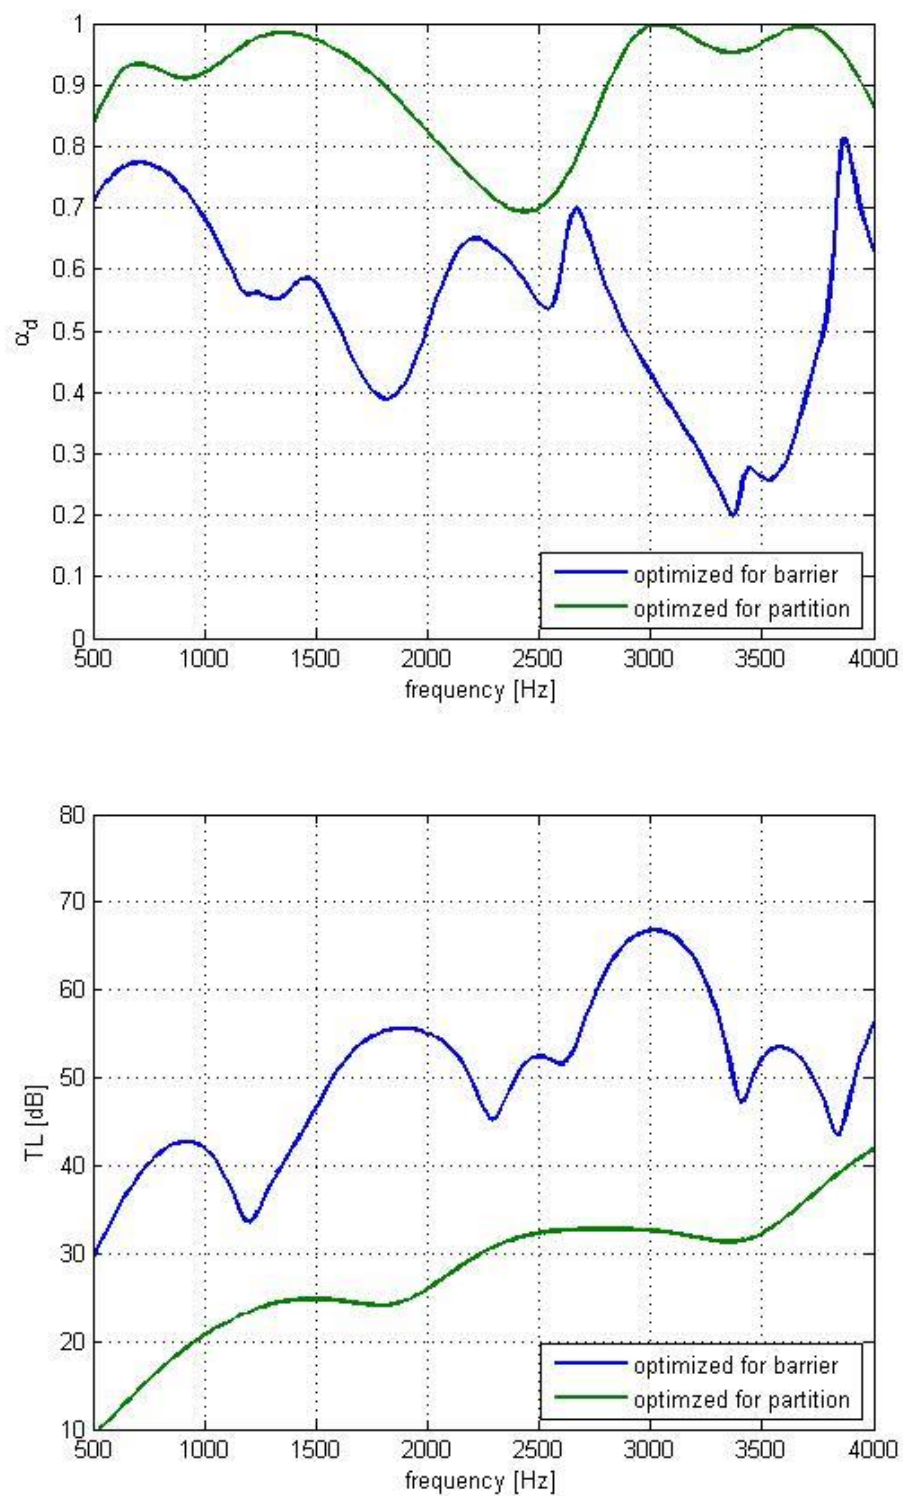 1
0.9
0.8
0.7
0.6
0.5
0.4
0.3
0.2
0.1
0
αd
optimized for barrier
optimzed for partition
500 1000 1500 2000 2500 3000 3500 4000
frequency [Hz]
80
70
60
50
40
30
20
10
TL [dB]
optimized for barrier
optimzed for partition
500 1000 1500 2000 2500 3000 3500 4000
frequency [Hz]